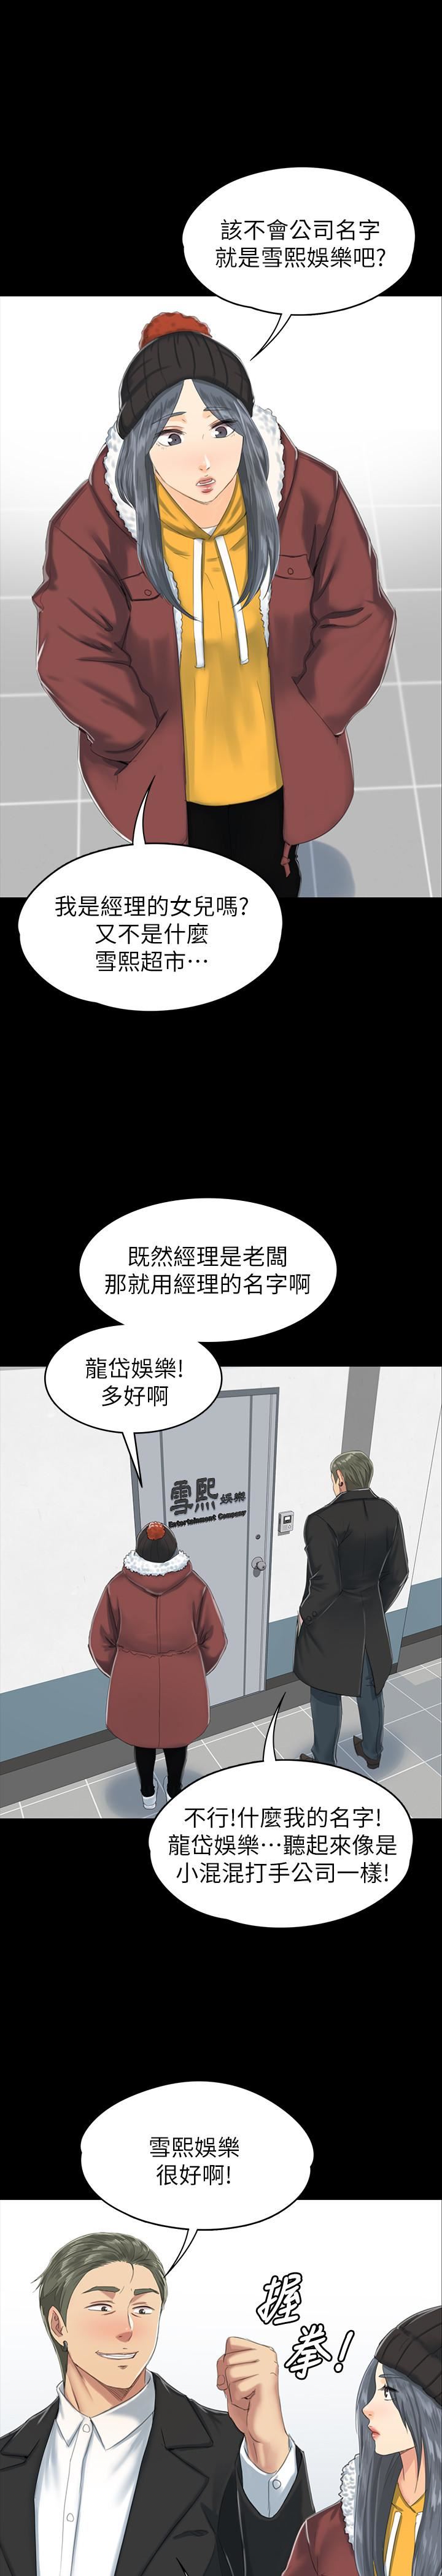 該不會公司名字
就是雪熙娛樂吧?
我是經理的女兒嗎?
又不是什麼
雪熙超市…
既然經理是老闆
那就用經理的名字啊
龍岱娛樂!
多好啊
雪熙 娛樂
Entertainment Company
不行!什麼我的名字!
龍岱娛樂…聽起來像是
小混混打手公司一樣!
雪熙娛樂
很好啊!
握
拳!